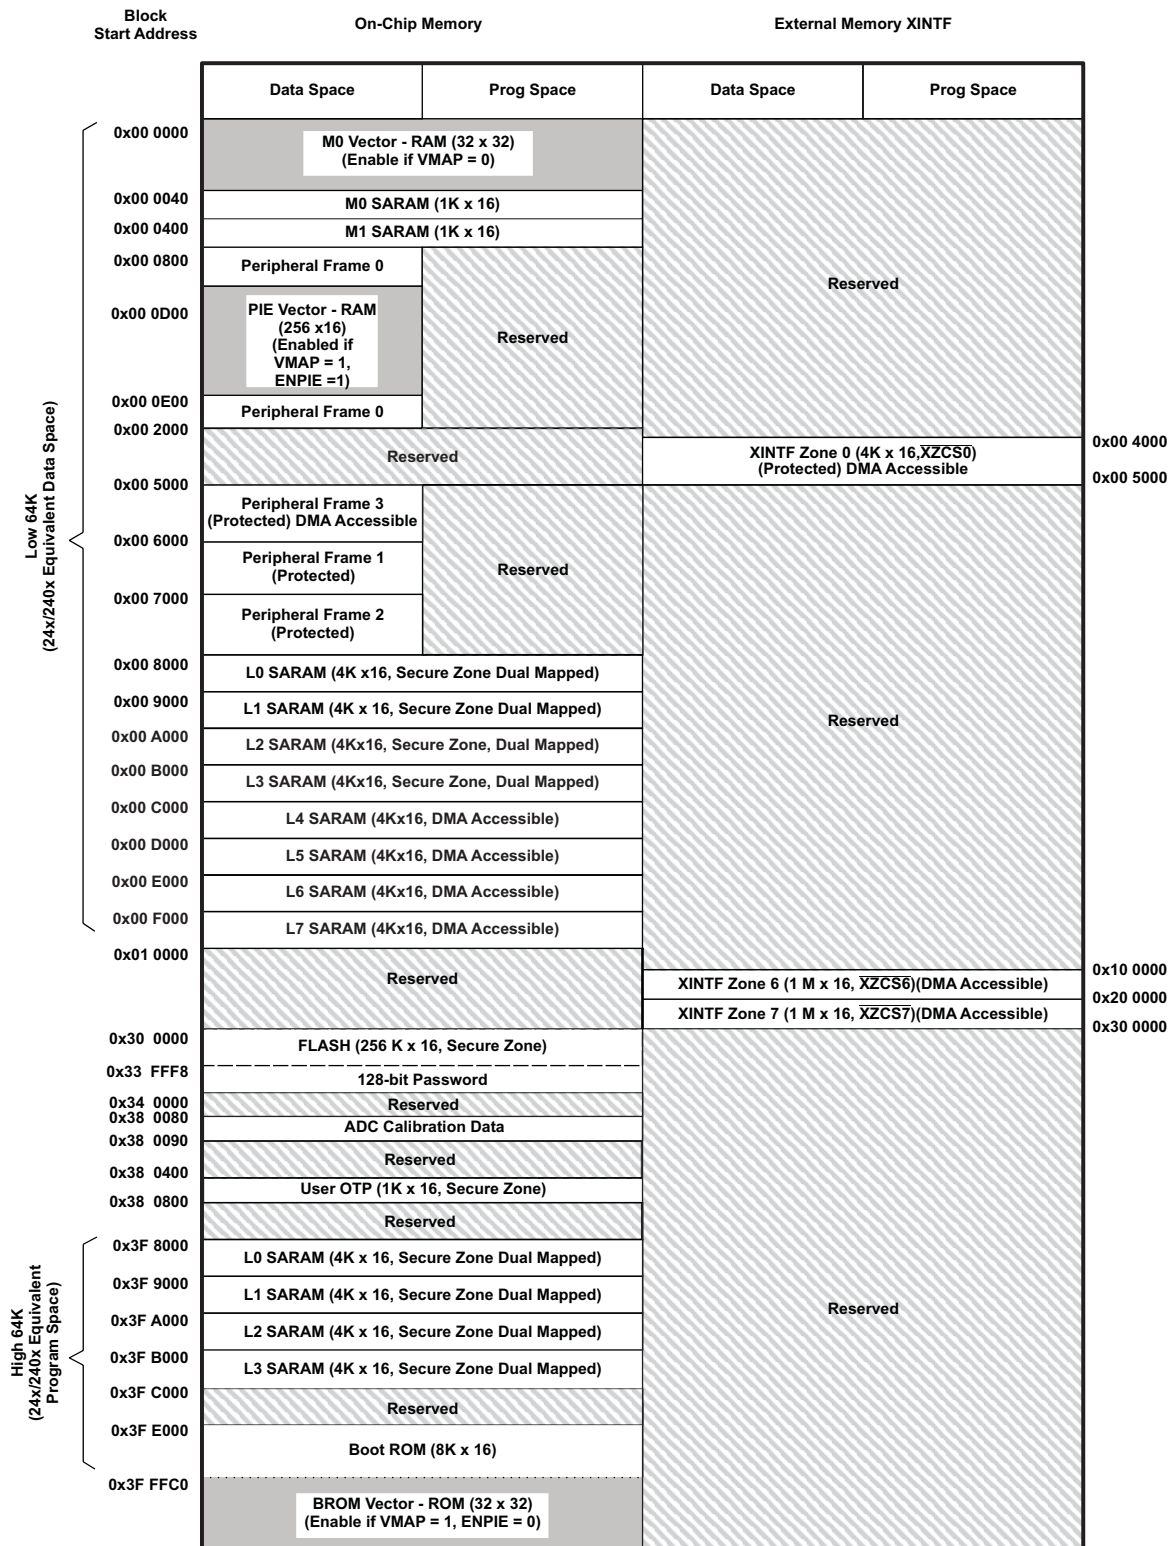 Block
Start Address
On-Chip Memory
External Memory XINTF
Data Space
Prog Space
Data Space
Prog Space
0x00 0000
M0 Vector - RAM (32 x 32)
(Enable if VMAP = 0)
0x00 0040
M0 SARAM (1K x 16)
0x00 0400
M1 SARAM (1K x 16)
0x00 0800
Peripheral Frame 0
Reserved
0x00 0D00
PIE Vector - RAM
(256 x16)
(Enabled if
VMAP = 1,
ENPIE =1)
Reserved
0x00 0E00
Peripheral Frame 0
0x00 2000
Reserved
XINTF Zone 0 (4K x 16,XZCS0)
(Protected) DMA Accessible
0x00 4000
0x00 5000
Low 64K
(24x/240x Equivalent Data Space)
0x00 5000
Peripheral Frame 3
(Protected) DMA Accessible
0x00 6000
Peripheral Frame 1
(Protected)
Reserved
0x00 7000
Peripheral Frame 2
(Protected)
0x00 8000
L0 SARAM (4K x16, Secure Zone Dual Mapped)
0x00 9000
L1 SARAM (4K x 16, Secure Zone Dual Mapped)
Reserved
0x00 A000
L2 SARAM (4Kx16, Secure Zone, Dual Mapped)
0x00 B000
L3 SARAM (4Kx16, Secure Zone, Dual Mapped)
0x00 C000
L4 SARAM (4Kx16, DMA Accessible)
0x00 D000
L5 SARAM (4Kx16, DMA Accessible)
0x00 E000
L6 SARAM (4Kx16, DMA Accessible)
0x00 F000
L7 SARAM (4Kx16, DMA Accessible)
0x01 0000
Reserved
0x10 0000
XINTF Zone 6 (1 M x 16, XZCS6)(DMA Accessible)
0x20 0000
XINTF Zone 7 (1 M x 16, XZCS7)(DMA Accessible)
0x30 0000
0x30 0000
FLASH (256 K x 16, Secure Zone)
0x33 FFF8
128-bit Password
0x34 0000
Reserved
0x38 0080
ADC Calibration Data
0x38 0090
Reserved
0x38 0400
User OTP (1K x 16, Secure Zone)
0x38 0800
Reserved
High 64K
(24x/240x Equivalent
Program Space)
0x3F 8000
L0 SARAM (4K x 16, Secure Zone Dual Mapped)
0x3F 9000
L1 SARAM (4K x 16, Secure Zone Dual Mapped)
Reserved
0x3F A000
L2 SARAM (4K x 16, Secure Zone Dual Mapped)
0x3F B000
L3 SARAM (4K x 16, Secure Zone Dual Mapped)
0x3F C000
Reserved
0x3F E000
Boot ROM (8K x 16)
0x3F FFC0
BROM Vector - ROM (32 x 32)
(Enable if VMAP = 1, ENPIE = 0)